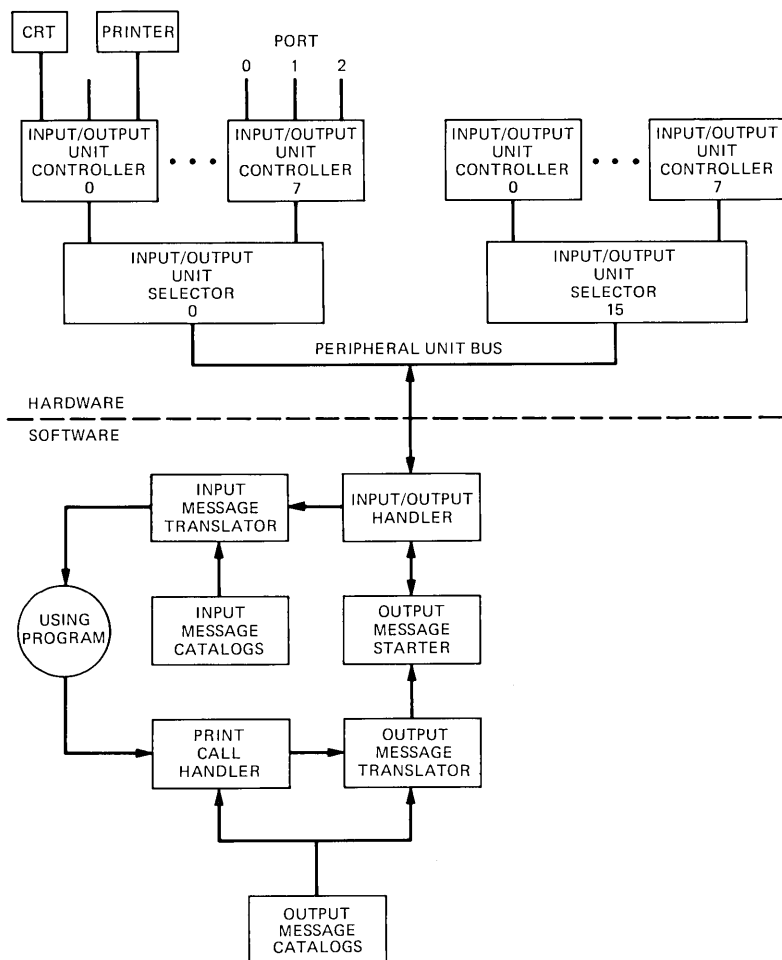 CRT
PRINTER
PORT
0 1 2
INPUT/OUTPUT
UNIT
CONTROLLER
0
INPUT/OUTPUT
UNIT
CONTROLLER
7
INPUT/OUTPUT
UNIT
CONTROLLER
0
INPUT/OUTPUT
UNIT
CONTROLLER
7
INPUT/OUTPUT
UNIT
SELECTOR
0
INPUT/OUTPUT
UNIT
SELECTOR
15
PERIPHERAL UNIT BUS
HARDWARE
SOFTWARE
INPUT
MESSAGE
TRANSLATOR
INPUT/OUTPUT
HANDLER
USING
PROGRAM
INPUT
MESSAGE
CATALOGS
OUTPUT
MESSAGE
STARTER
PRINT
CALL
HANDLER
OUTPUT
MESSAGE
TRANSLATOR
OUTPUT
MESSAGE
CATALOGS